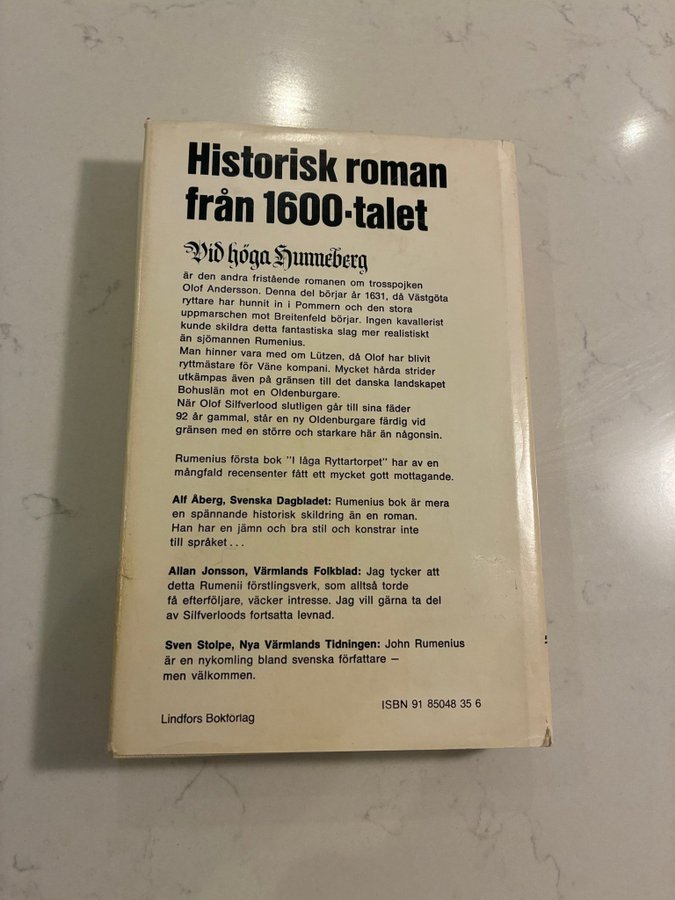 Historisk roman
från 1600-talet
Vid höga Hunneberg
är den andra fristående romanen om trosspojken
Olof Andersson. Denna del börjar år 1631, då Västgöta
ryttare har hunnit in i Pommern och den stora
uppmarschen mot Breitenfeld börjar. Ingen kavallerist
kunde skildra detta fantastiska slag mer realistiskt
än sjömannen Rumenius.
Man hinner vara med om Lützen, då Olof har blivit
ryttmästare för Väne kompani. Mycket hårda strider
utkämpas även på gränsen till det danska landskapet
Bohuslän mot en Oldenburgare.
När Olof Silfverlood slutligen går till sina fäder
92 år gammal, står en ny Oldenburgare färdig vid
gränsen med en större och starkare här än någonsin.
Rumenius första bok "I låga Ryttartorpet" har av en
mångfald recensenter fått ett mycket gott mottagande.
Alf Åberg, Svenska Dagbladet: Rumenius bok är mera
en spännande historisk skildring än en roman.
Han har en jämn och bra stil och konstrar inte
till språket...
Allan Jonsson, Värmlands Folkblad: Jag tycker att
detta Rumenii förstlingsverk, som alltså torde
få efterföljare, väcker intresse. Jag vill gärna ta del
av Silfverloods fortsatta levnad.
Sven Stolpe, Nya Värmlands Tidningen: John Rumenius
är en nykomling bland svenska författare —
men välkommen.
ISBN 91 85048 35 6
Lindfors Bokförlag